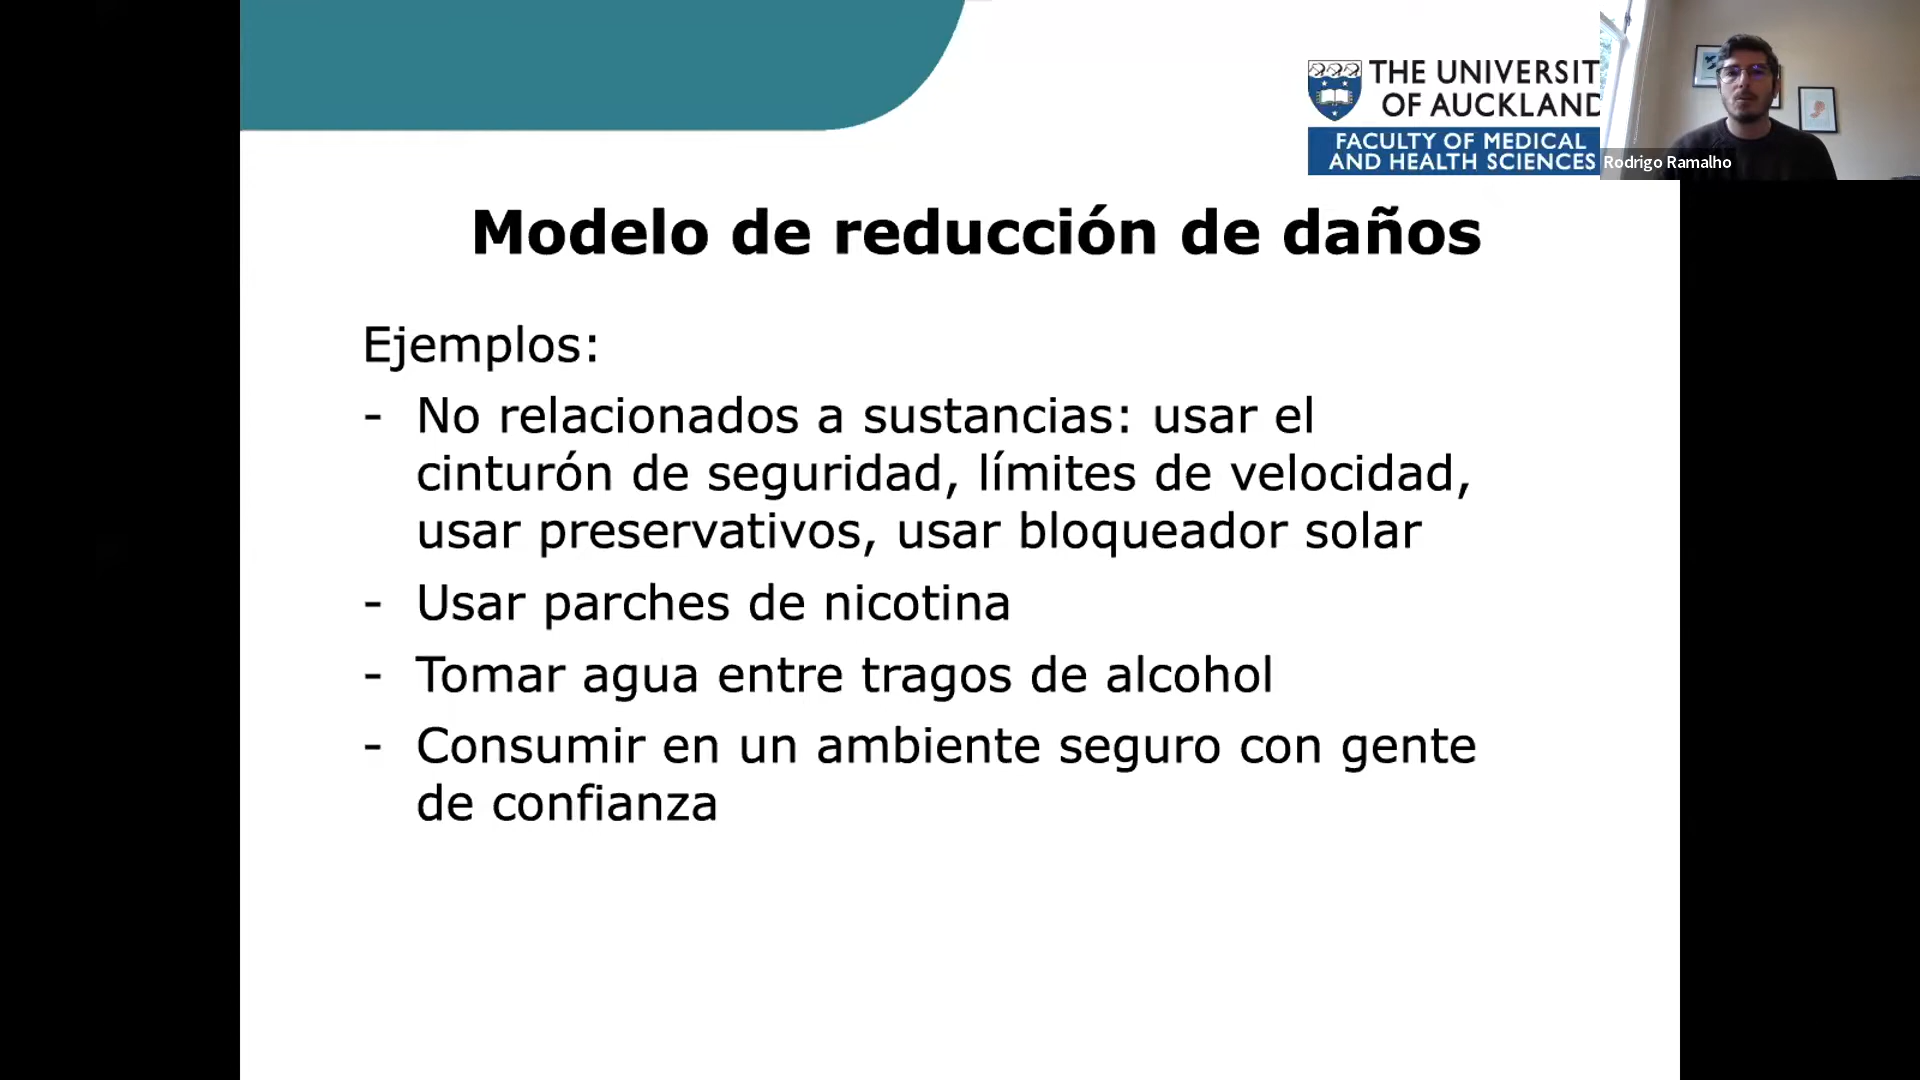 THE UNIVERSIT
OF AUCKLAND
FACULTY OF MEDICAL
AND HEALTH SCIENCES
Rodrigo Ramalho
Modelo de reducción de daños
Ejemplos:
- No relacionados a sustancias: usar el
cinturón de seguridad, límites de velocidad,
usar preservativos, usar bloqueador solar
- Usar parches de nicotina
- Tomar agua entre tragos de alcohol
- Consumir en un ambiente seguro con gente
de confianza